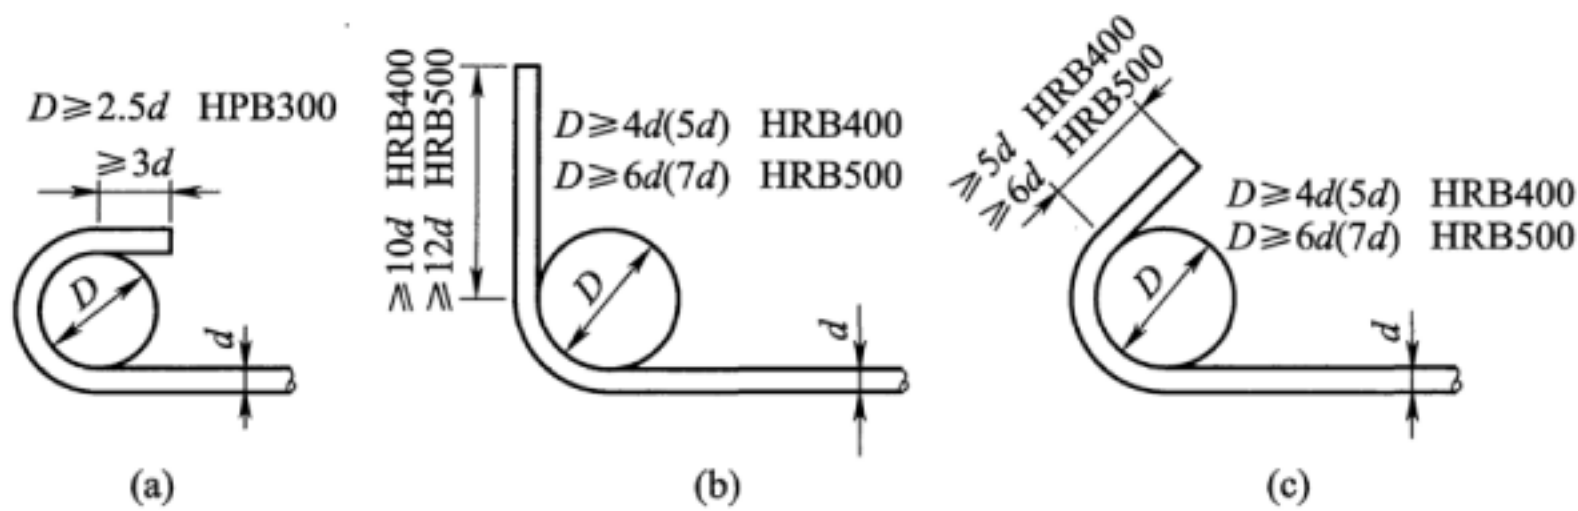 D⩾2.5d HPB300
⩾3d
D
d
(a)
⩾10d HRB400
⩾12d HRB500
D⩾4d(5d) HRB400
D⩾6d(7d) HRB500
D
d
(b)
⩾5d HRB400
⩾6d HRB500
D⩾4d(5d) HRB400
D⩾6d(7d) HRB500
D
d
(c)